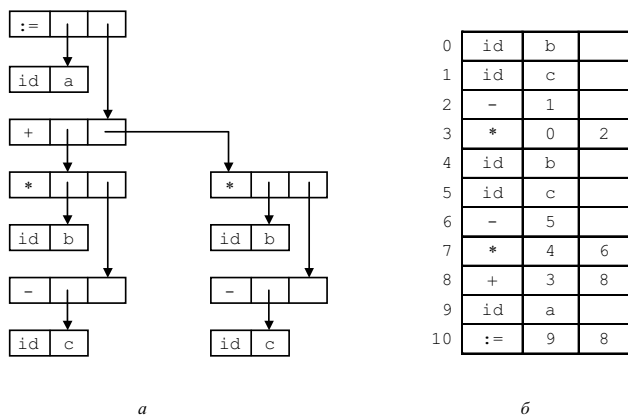 :=
id a
+
* *
id b id b
- -
id c id c
0 id b
1 id c
2 - 1
3 * 0 2
4 id b
5 id c
6 - 5
7 * 4 6
8 + 3 8
9 id a
10 := 9 8
а б